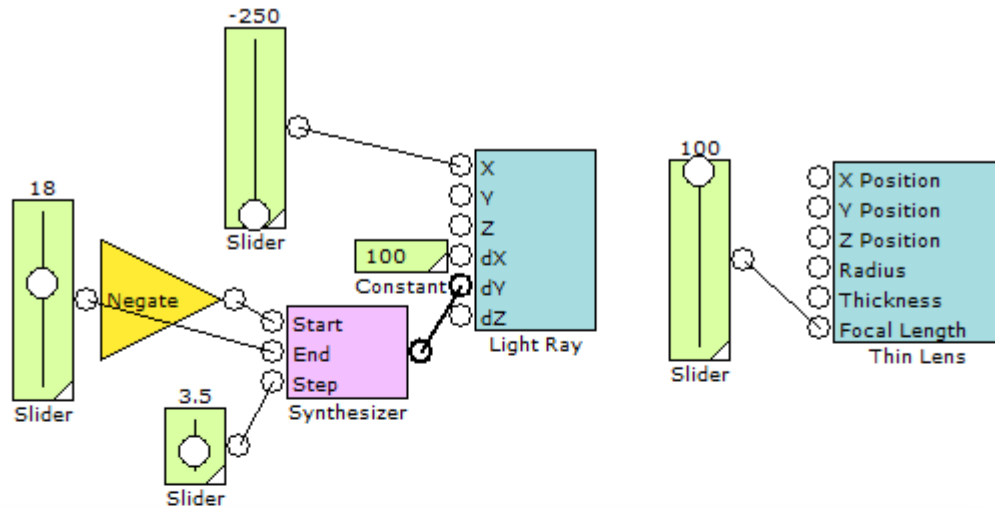 -250
Slider
18
Slider
Negate
3.5
Slider
Start
End
Step
Synthesizer
100
Constant
X
Y
Z
dX
dY
dZ
Light Ray
100
Slider
X Position
Y Position
Z Position
Radius
Thickness
Focal Length
Thin Lens